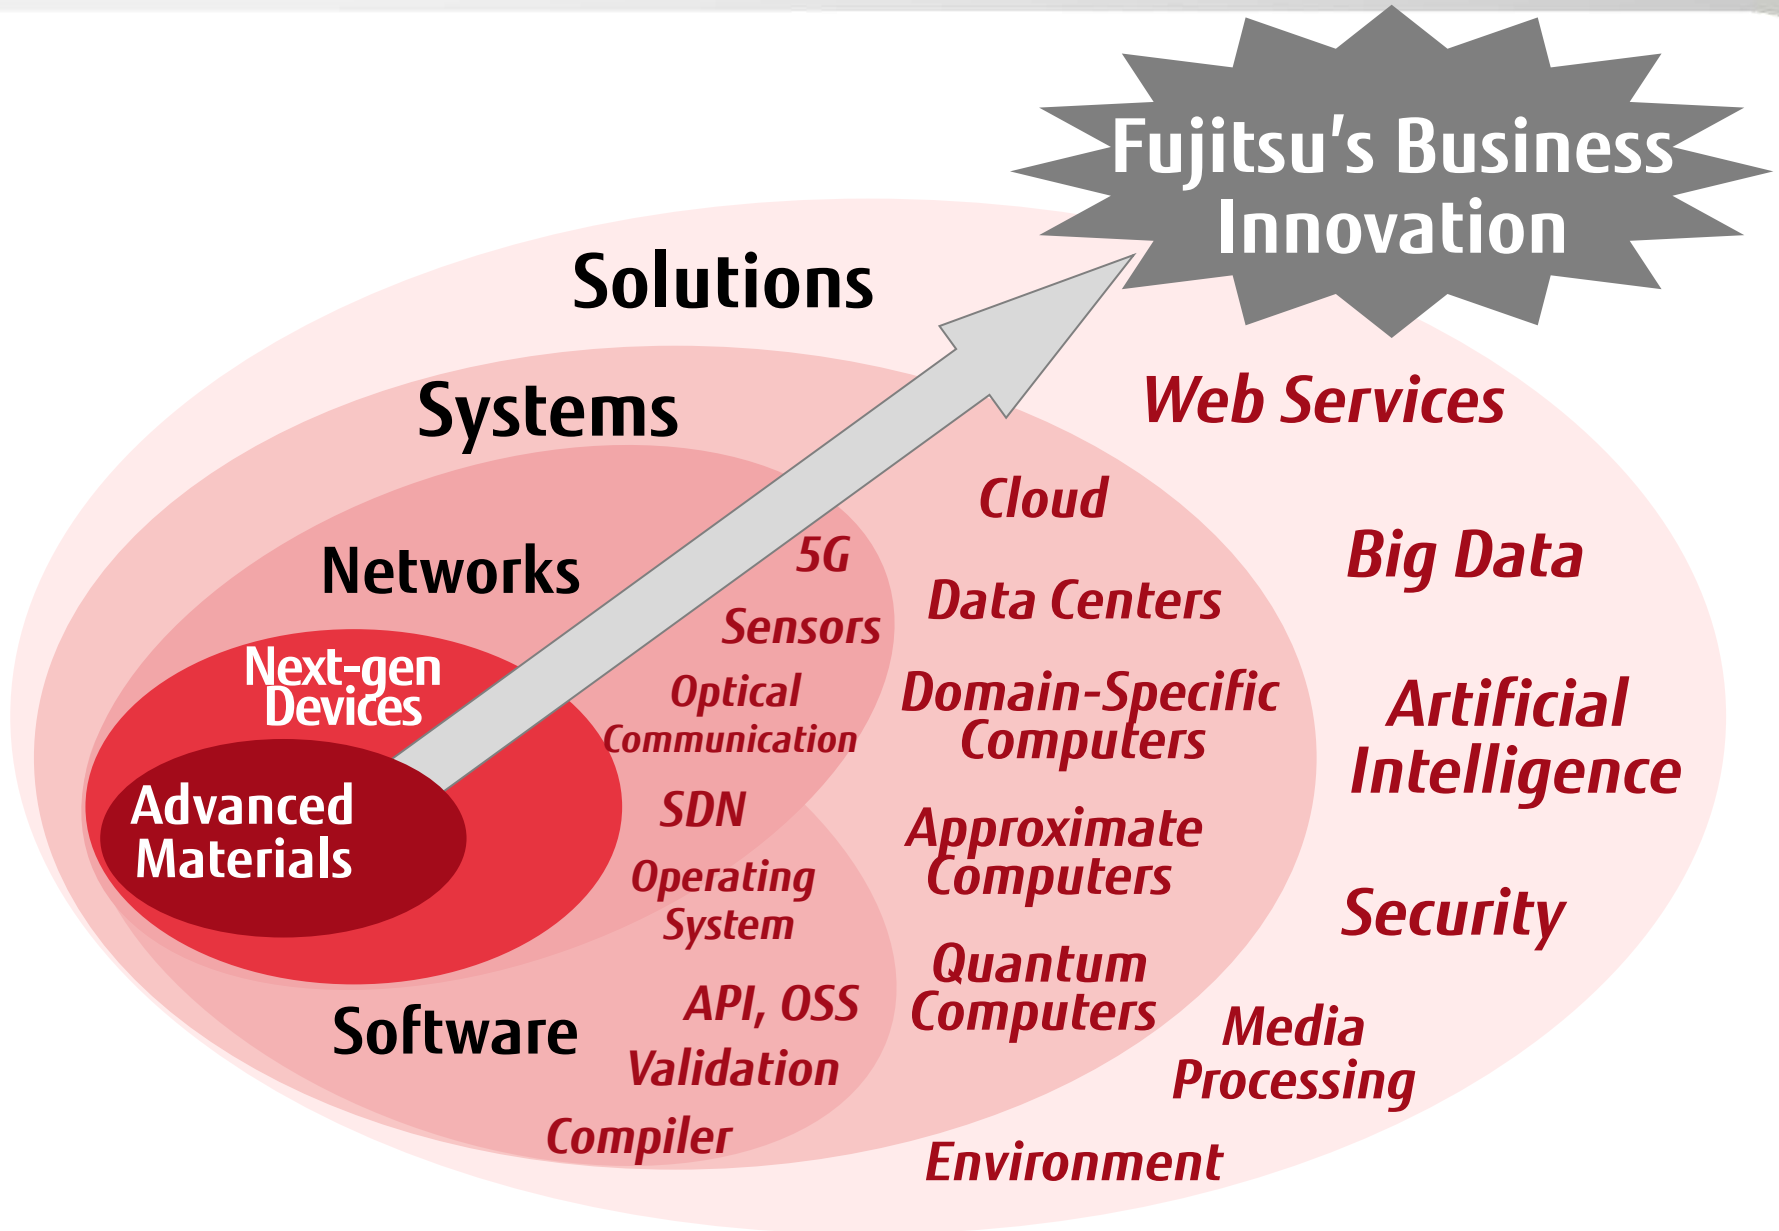 Fujitsu's Business
Innovation
Solutions
Systems
Web Services
Cloud
Big Data
5G
Networks
Data Centers
Sensors
Next-gen
Devices
Optical
Communication
Domain-Specific
Computers
Artificial
Intelligence
Advanced
Materials
SDN
Approximate
Computers
Operating
System
Security
Quantum
Computers
API, OSS
Software
Media
Processing
Validation
Compiler
Environment